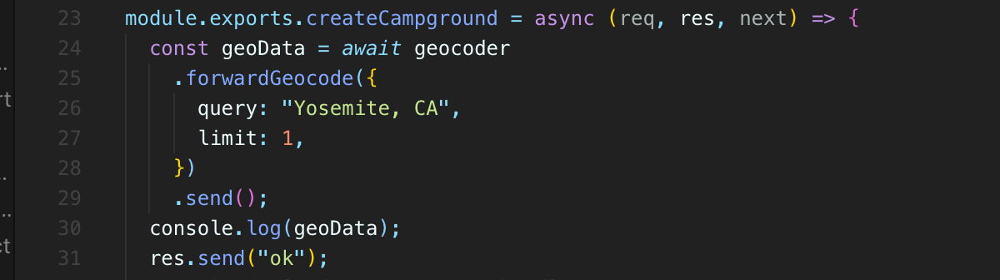 23 module.exports.createCampground = async (req, res, next) => {
24 const geoData = await geocoder
25 .forwardGeocode({
26 query: "Yosemite, CA",
27 limit: 1,
28 })
29 .send();
30 console.log(geoData);
31 res.send("ok");